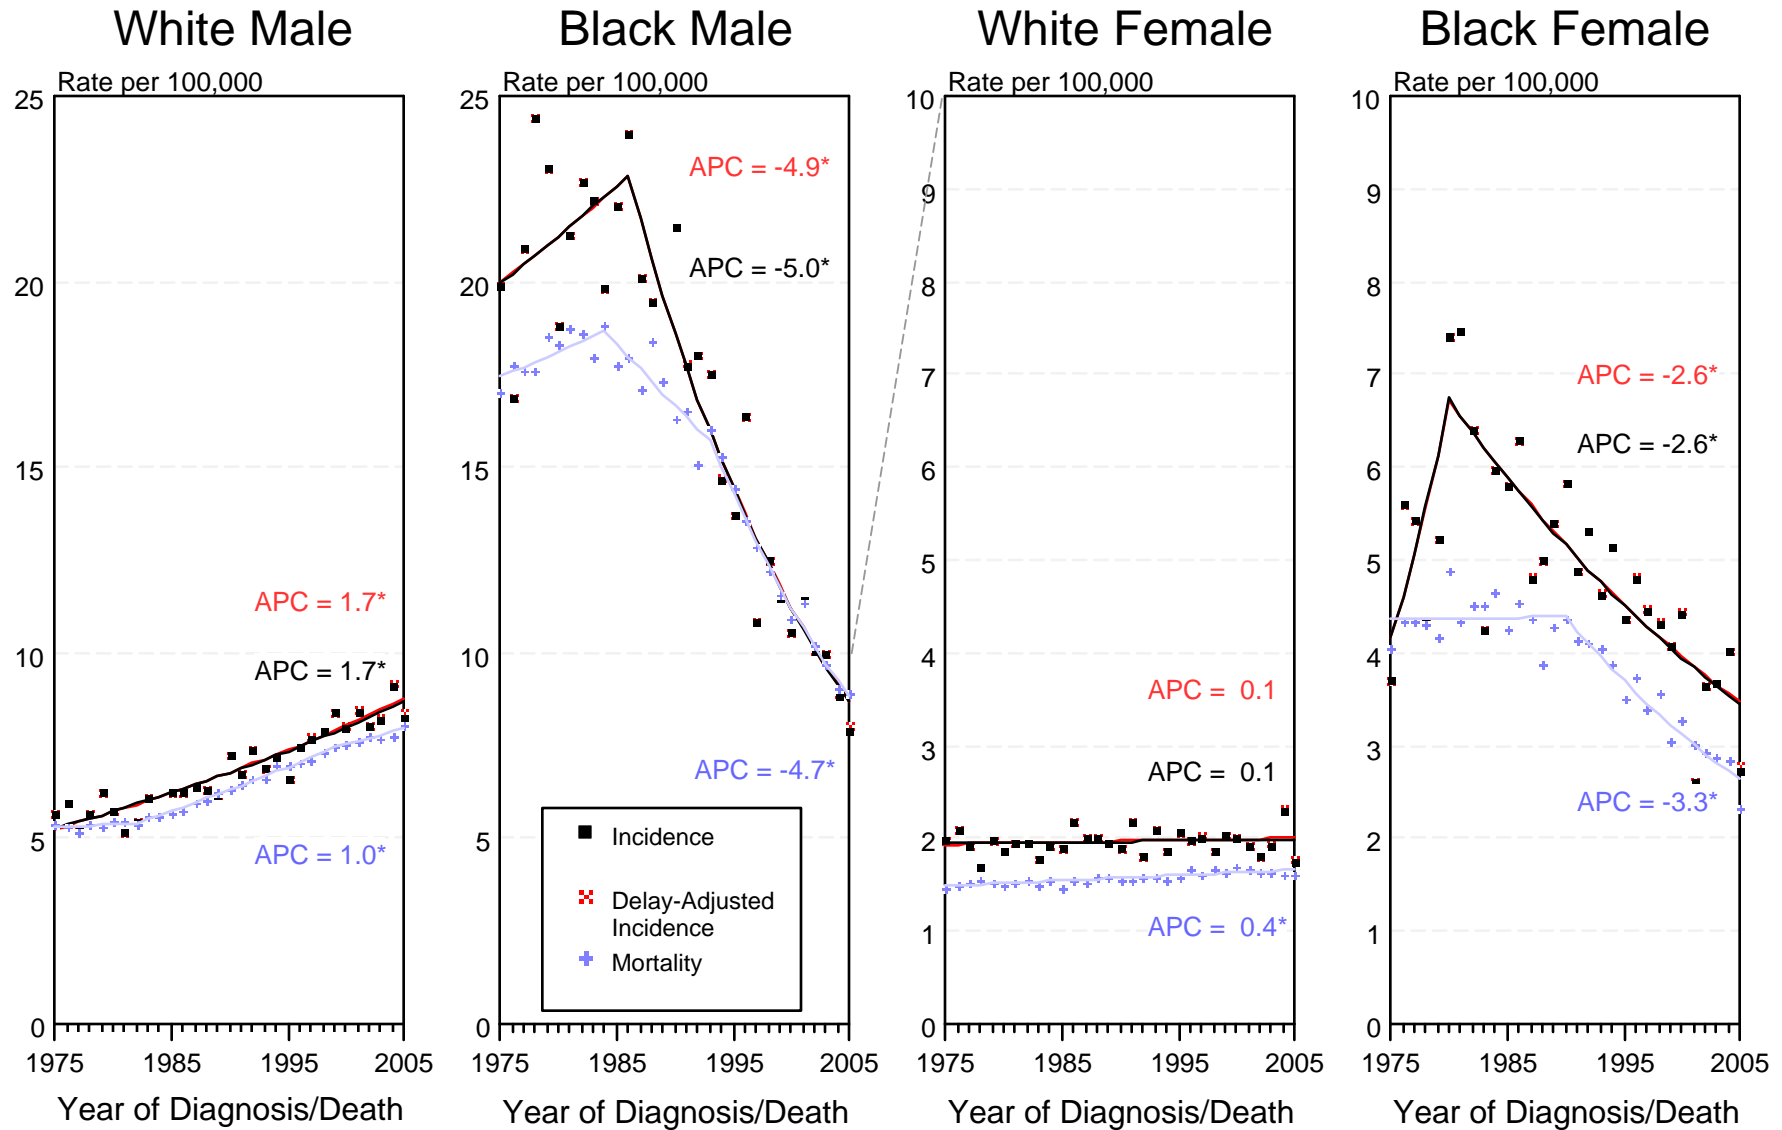 White Male
Black Male
White Female
Black Female
Rate per 100,000
Rate per 100,000
Rate per 100,000
Rate per 100,000
25
20
15
10
5
0
APC = 1.7*
APC = 1.7*
APC = 1.0*
1975
1985
1995
2005
Year of Diagnosis/Death
25
20
15
10
5
0
APC = -4.9*
APC = -5.0*
APC = -4.7*
Incidence
Delay-Adjusted
Incidence
Mortality
1975
1985
1995
2005
Year of Diagnosis/Death
10
9
8
7
6
5
4
3
2
1
0
APC = 0.1
APC = 0.1
APC = 0.4*
1975
1985
1995
2005
Year of Diagnosis/Death
10
9
8
7
6
5
4
3
2
1
0
APC = -2.6*
APC = -2.6*
APC = -3.3*
1975
1985
1995
2005
Year of Diagnosis/Death